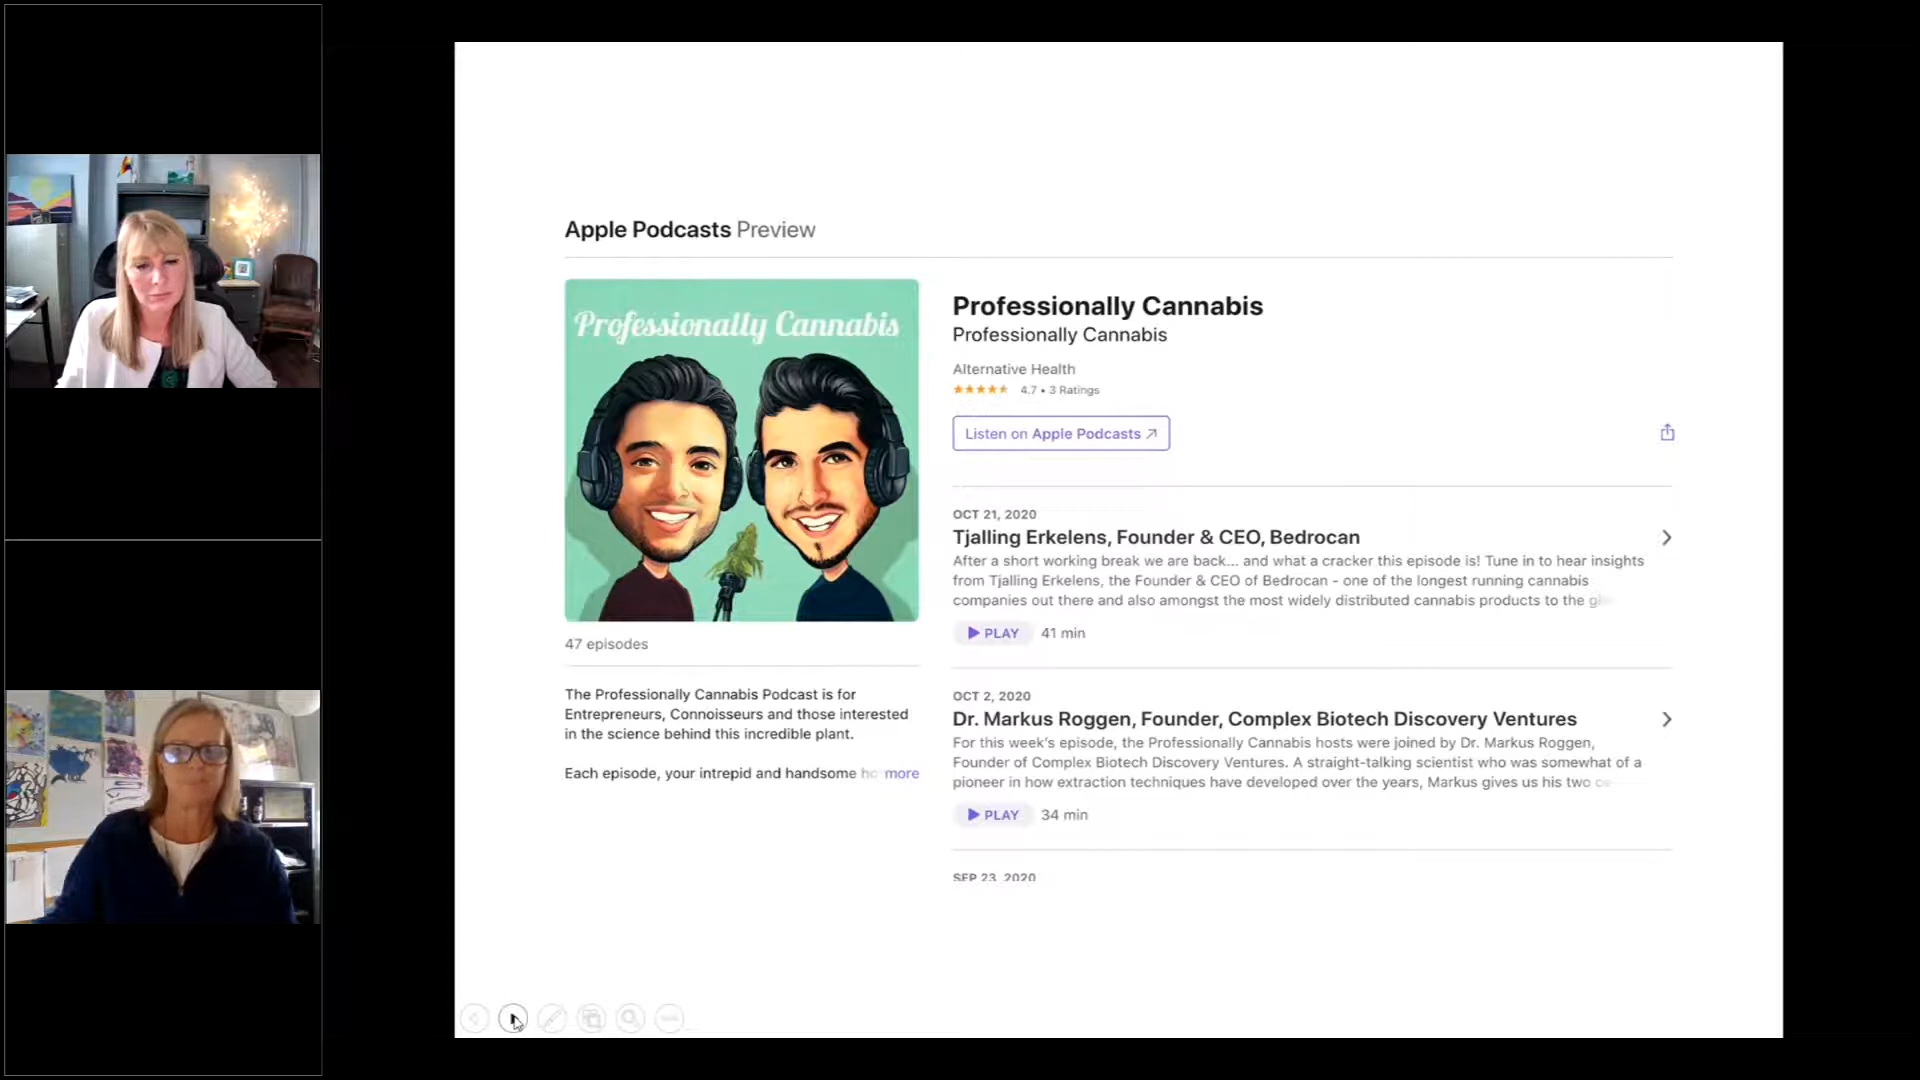 Apple Podcasts Preview
Professionally Cannabis
47 episodes
The Professionally Cannabis Podcast is for
Entrepreneurs, Connoisseurs and those interested
in the science behind this incredible plant.
Each episode, your intrepid and handsome ho more
Professionally Cannabis
Professionally Cannabis
Alternative Health
4.7 • 3 Ratings
Listen on Apple Podcasts ↗
OCT 21, 2020
Tjalling Erkelens, Founder & CEO, Bedrocan
After a short working break we are back... and what a cracker this episode is! Tune in to hear insights
from Tjalling Erkelens, the Founder & CEO of Bedrocan - one of the longest running cannabis
companies out there and also amongst the most widely distributed cannabis products to the
PLAY 41 min
OCT 2, 2020
Dr. Markus Roggen, Founder, Complex Biotech Discovery Ventures
For this week's episode, the Professionally Cannabis hosts were joined by Dr. Markus Roggen,
Founder of Complex Biotech Discovery Ventures. A straight-talking scientist who was somewhat of a
pioneer in how extraction techniques have developed over the years, Markus gives us his two
PLAY 34 min
SEP 23, 2020